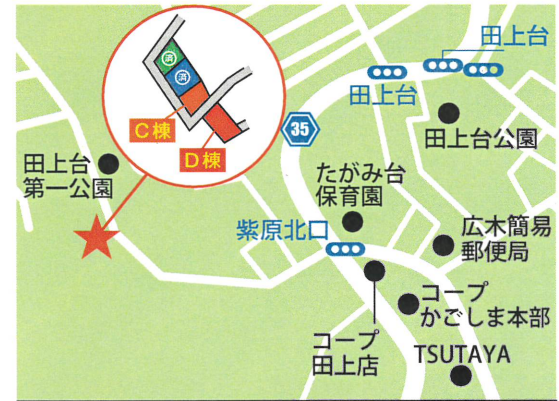 済
済
C棟
D棟
35
田上台
田上台
田上台公園
田上台
第一公園
たがみ台
保育園
紫原北口
広木簡易
郵便局
コープ
かごしま本部
コープ
田上店
TSUTAYA